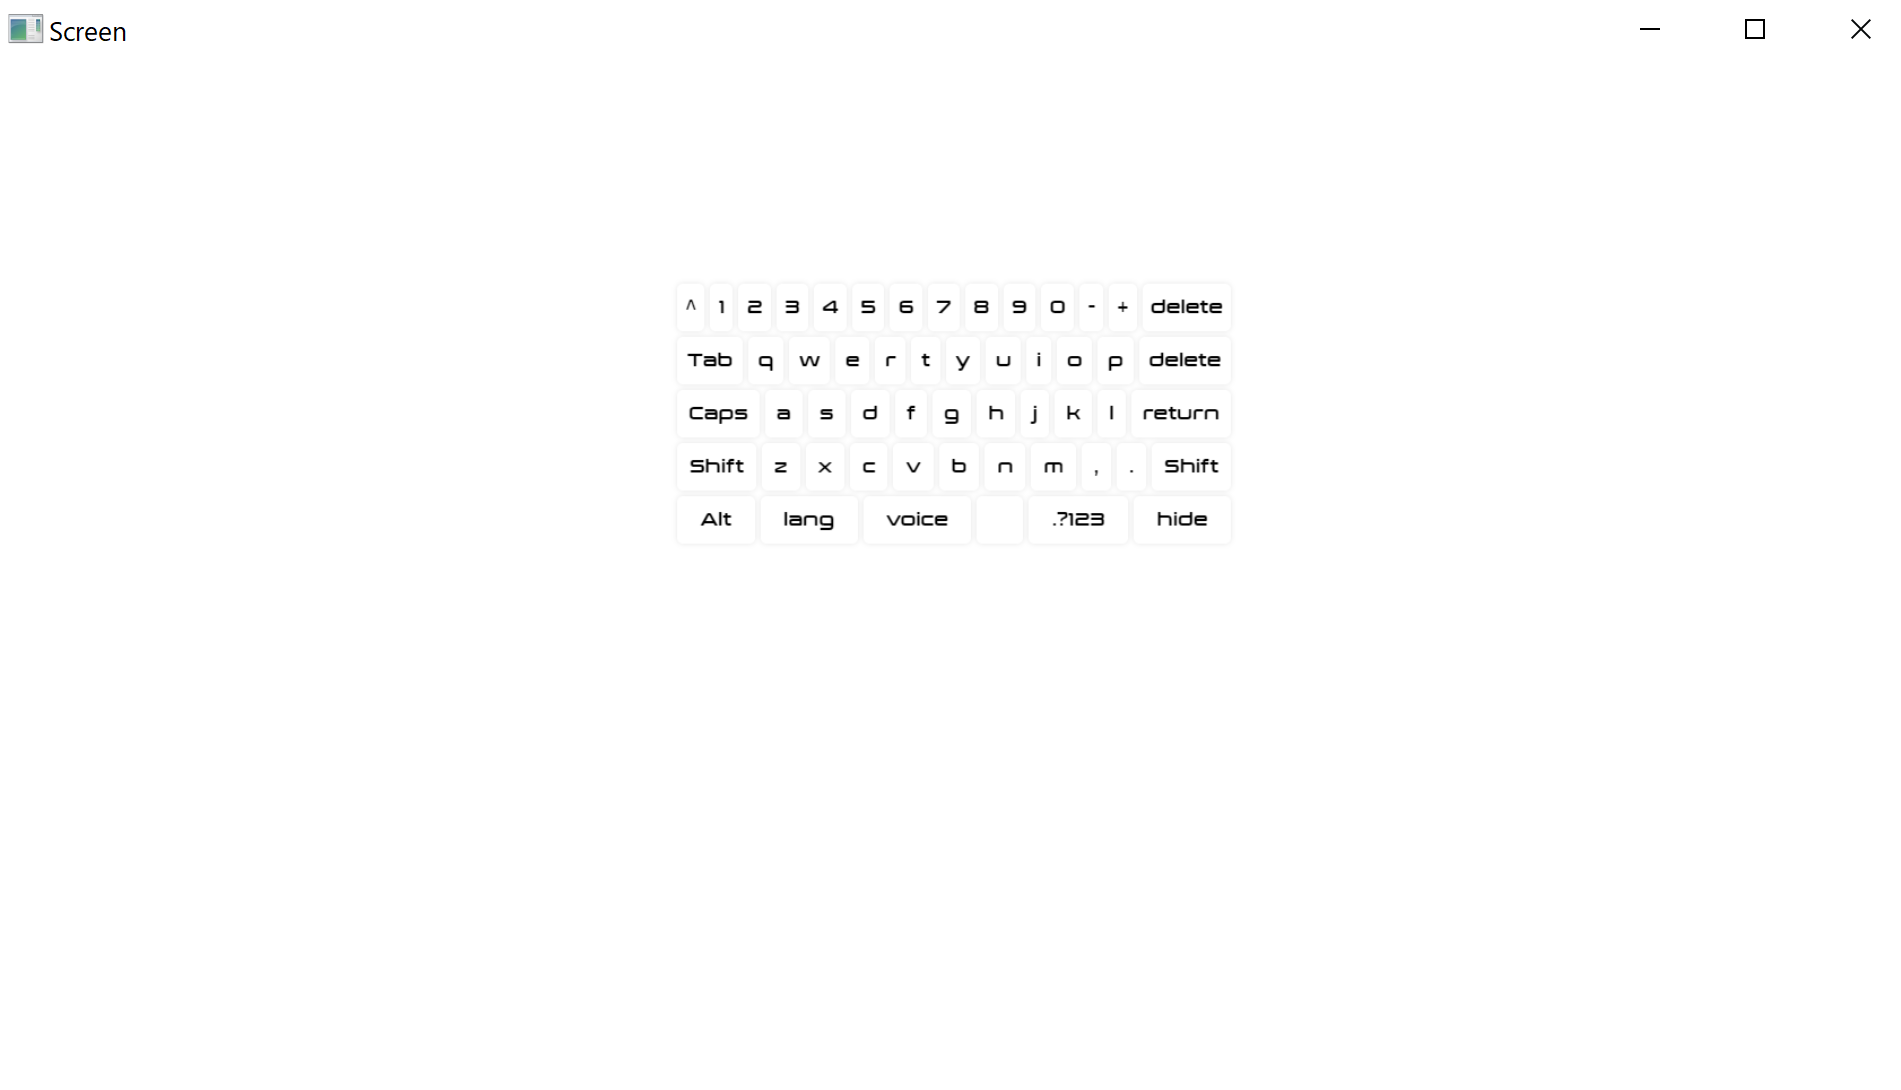 Screen
^ 1 2 3 4 5 6 7 8 9 0 - + delete
Tab q w e r t y u i o p delete
Caps a s d f g h j k l return
Shift z x c v b n m , . Shift
Alt lang voice .?123 hide